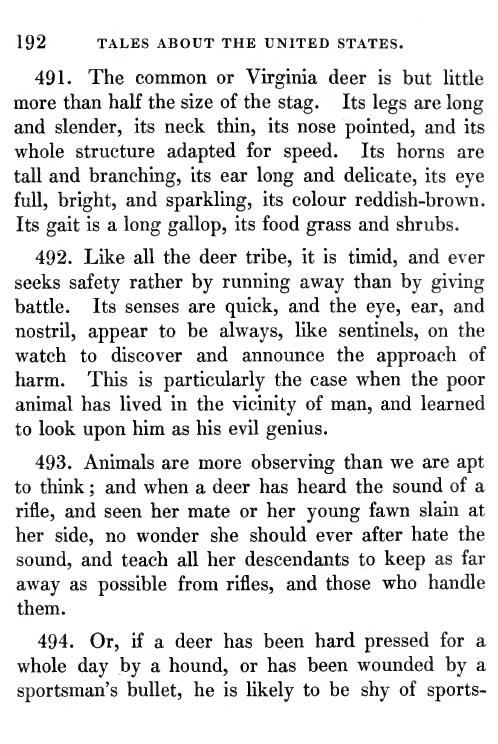 192 TALES ABOUT THE UNITED STATES.
491. The common or Virginia deer is but little
more than half the size of the stag. Its legs are long
and slender, its neck thin, its nose pointed, and its
whole structure adapted for speed. Its horns are
tall and branching, its ear long and delicate, its eye
full, bright, and sparkling, its colour reddish-brown.
Its gait is a long gallop, its food grass and shrubs.
492. Like all the deer tribe, it is timid, and ever
seeks safety rather by running away than by giving
battle. Its senses are quick, and the eye, ear, and
nostril, appear to be always, like sentinels, on the
watch to discover and announce the approach of
harm. This is particularly the case when the poor
animal has lived in the vicinity of man, and learned
to look upon him as his evil genius.
493. Animals are more observing than we are apt
to think; and when a deer has heard the sound of a
rifle, and seen her mate or her young fawn slain at
her side, no wonder she should ever after hate the
sound, and teach all her descendants to keep as far
away as possible from rifles, and those who handle
them.
494. Or, if a deer has been hard pressed for a
whole day by a hound, or has been wounded by a
sportsman's bullet, he is likely to be shy of sports-